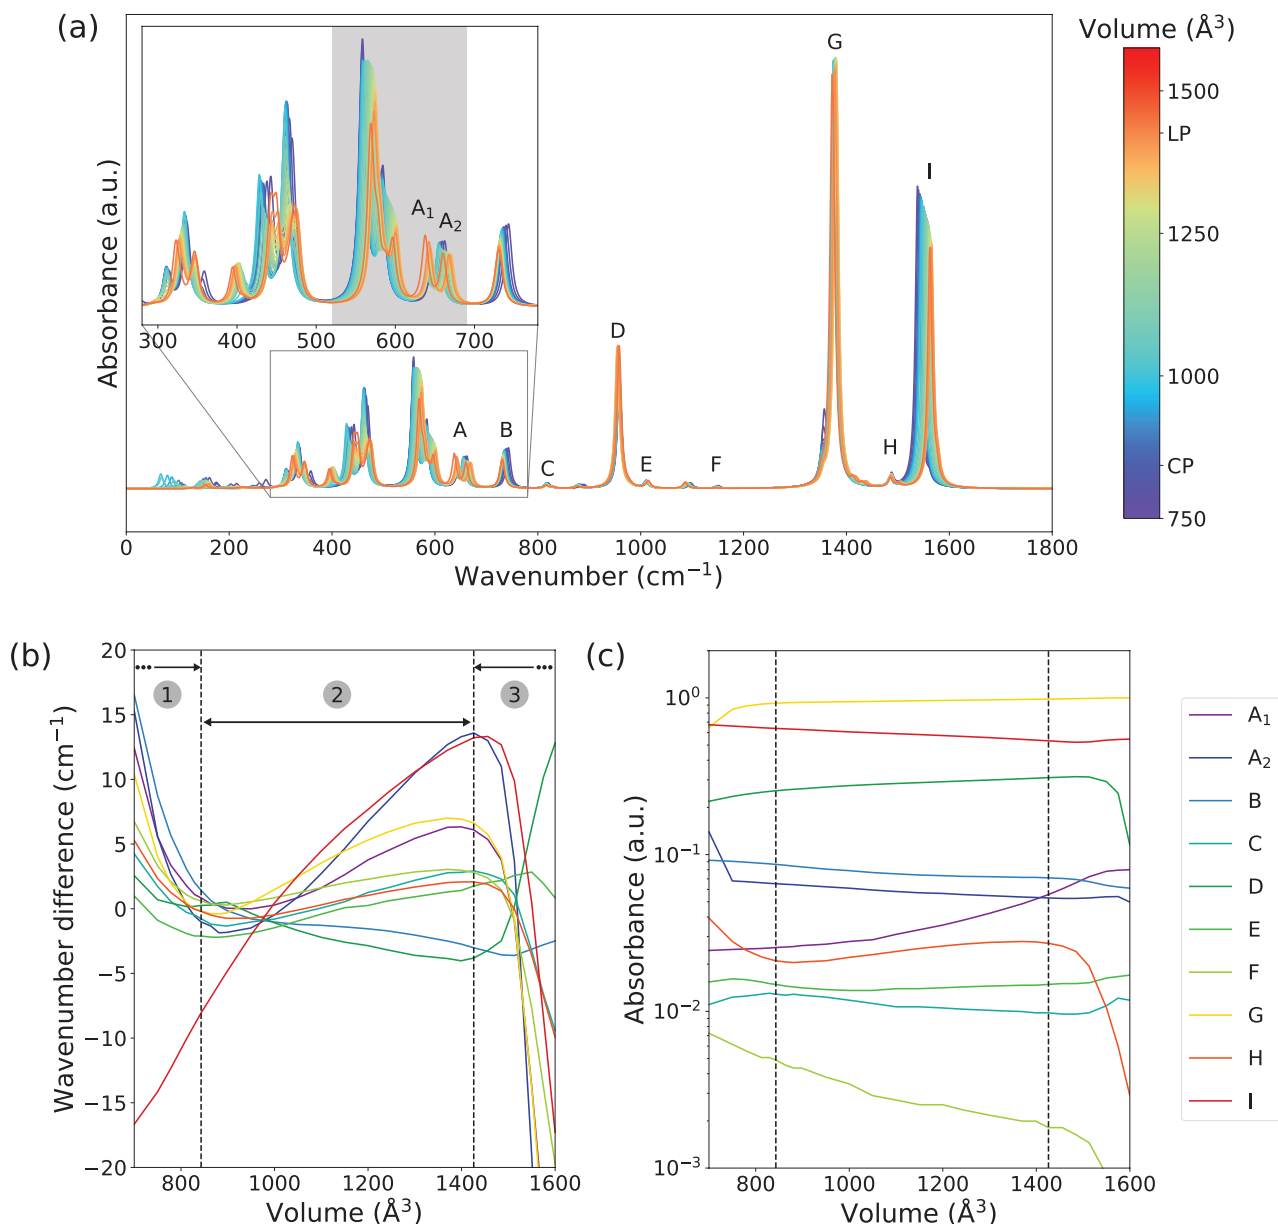 (a)
Volume (Å³)
G
1500
LP
A₁
A₂
I
1250
Absorbance (a.u.)
300 400 500 600 700
D
1000
A B
H
C E F
CP
750
0 200 400 600 800 1000 1200 1400 1600 1800
Wavenumber (cm⁻¹)
(b)
20
15
10
5
0
−5
−10
−15
−20
1 2 3
Wavenumber difference (cm⁻¹)
800 1000 1200 1400 1600
Volume (Å³)
(c)
10⁰
10⁻¹
10⁻²
10⁻³
Absorbance (a.u.)
800 1000 1200 1400 1600
Volume (Å³)
A₁
A₂
B
C
D
E
F
G
H
I